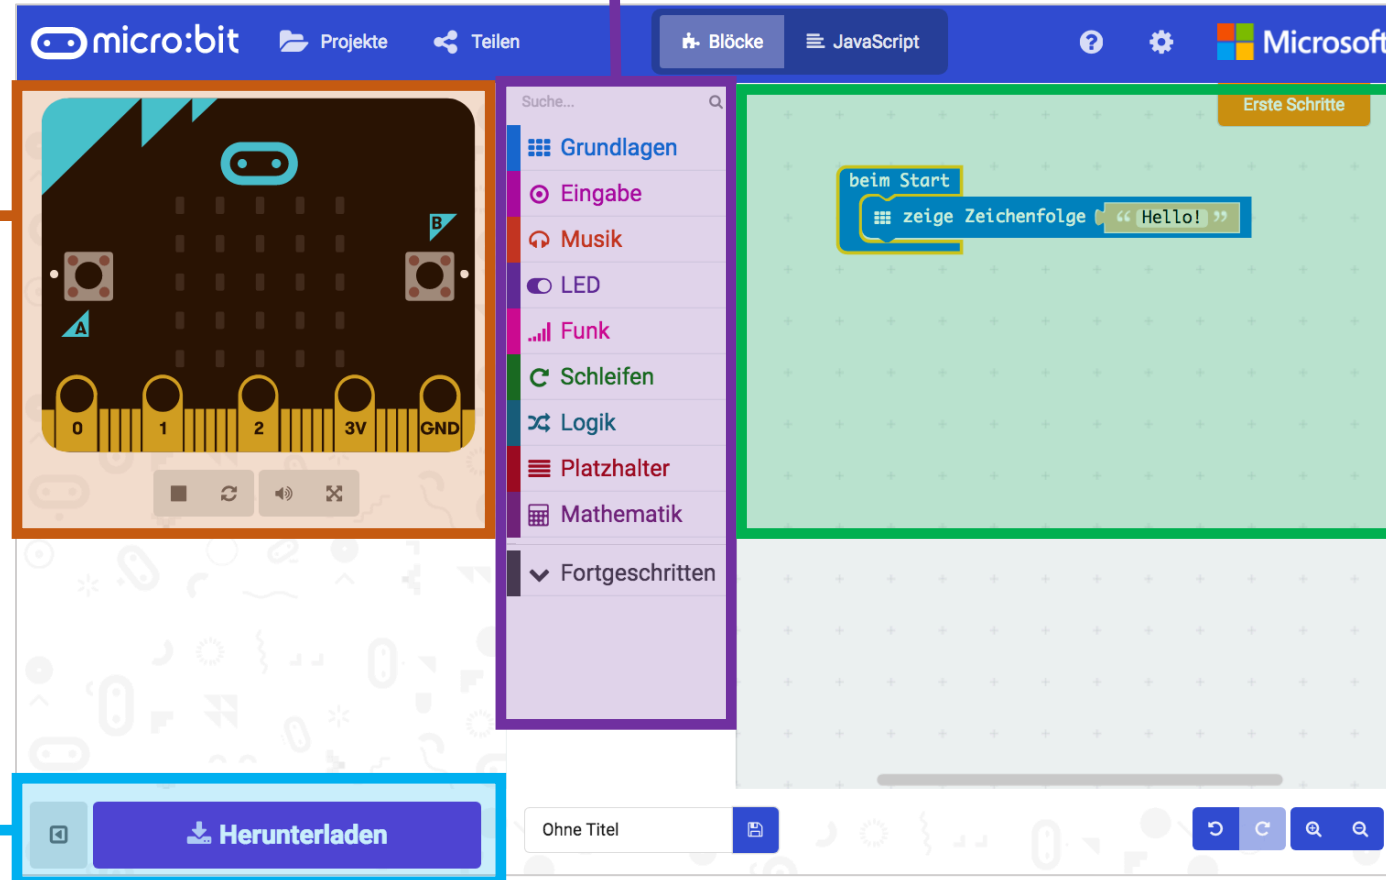 micro:bit Projekte Teilen Blöcke JavaScript Microsoft
Suche...
Grundlagen
Eingabe
Musik
LED
Funk
Schleifen
Logik
Platzhalter
Mathematik
Fortgeschritten
B
A
0 1 2 3V GND
Erste Schritte
beim Start
zeige Zeichenfolge “ Hello! ”
Herunterladen
Ohne Titel